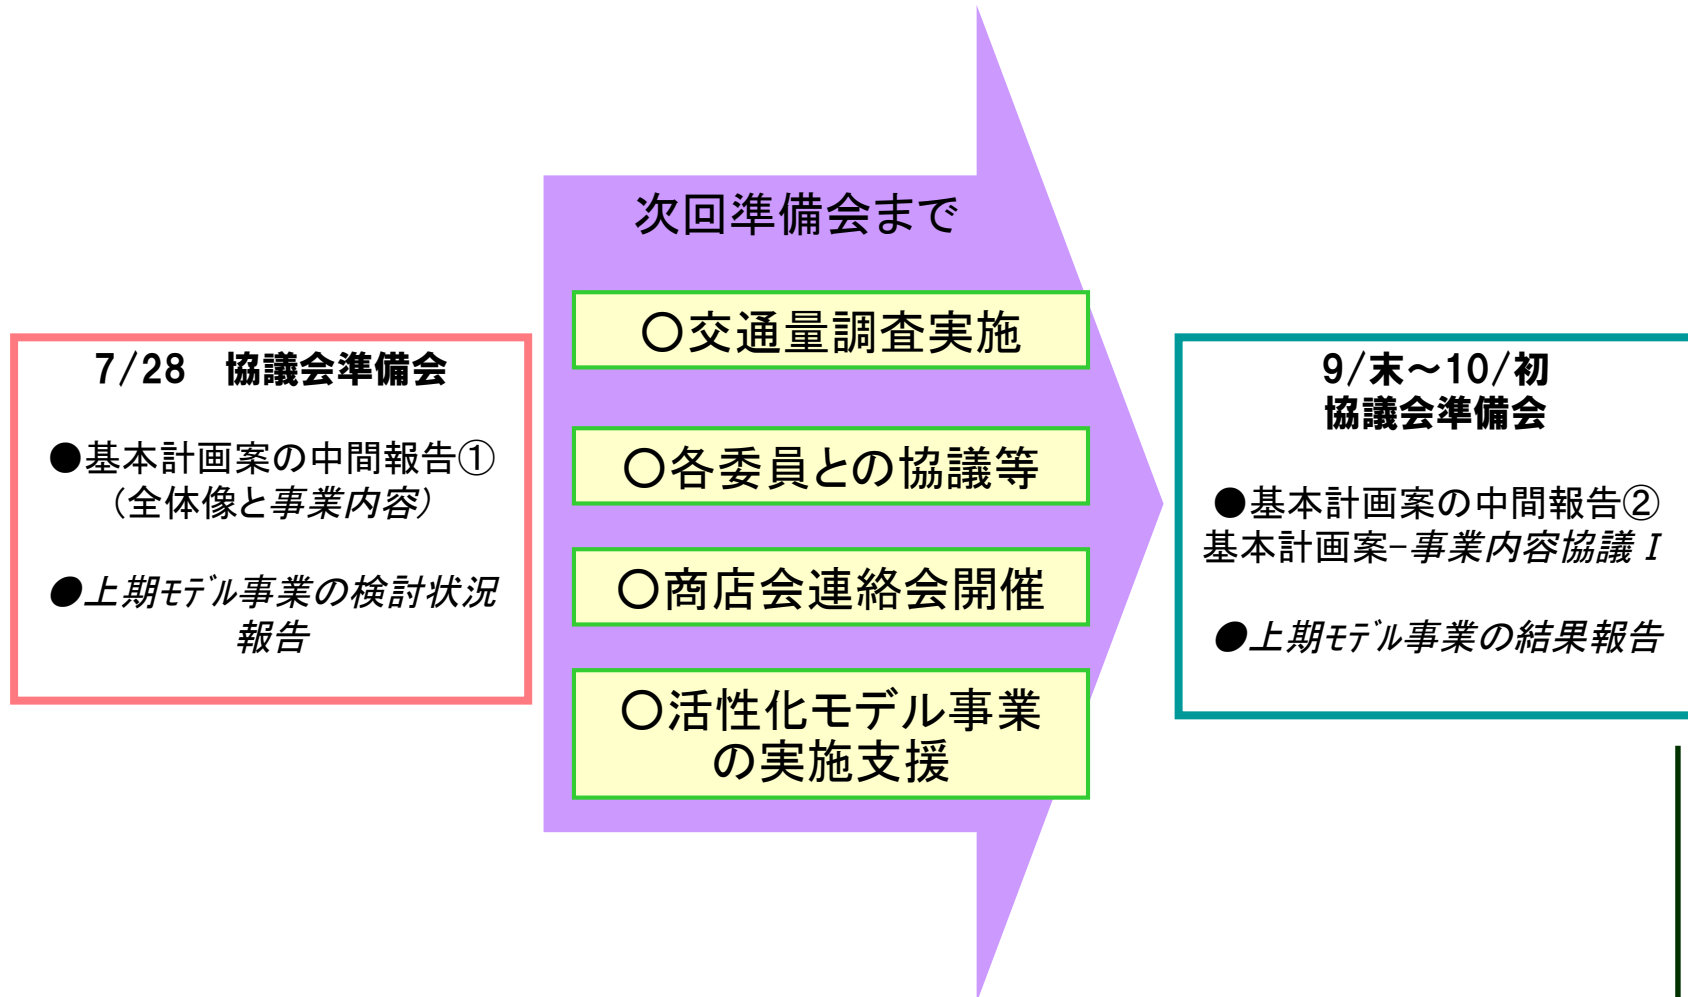 7/28　協議会準備会
●基本計画案の中間報告①
（全体像と事業内容）
●上期ﾓﾃﾞﾙ事業の検討状況
報告
次回準備会まで
〇交通量調査実施
〇各委員との協議等
〇商店会連絡会開催
〇活性化モデル事業
の実施支援
9/末～10/初
協議会準備会
●基本計画案の中間報告②
基本計画案−事業内容協議Ⅰ
●上期ﾓﾃﾞﾙ事業の結果報告